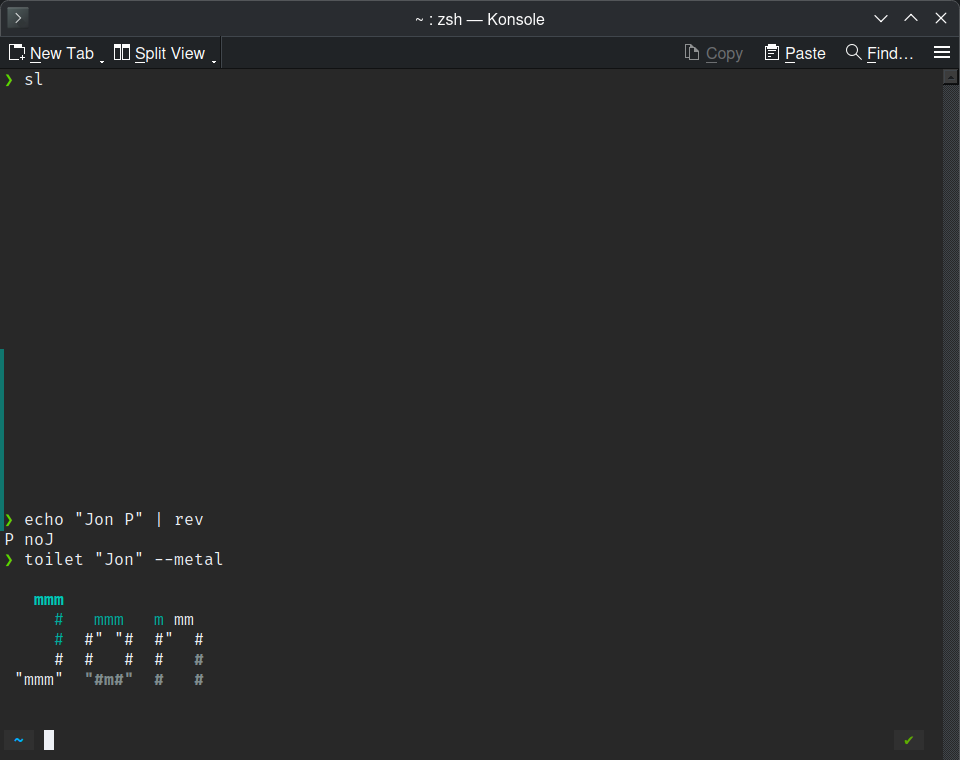 ~ : zsh — Konsole
New Tab Split View Copy Paste Find...
❯ sl
❯ echo "Jon P" | rev
P noJ
❯ toilet "Jon" --metal
   mmm
     #   mmm   m mm
     #  #" "#  #"  #
     #  #   #  #   #
 "mmm"  "#m#"  #   #
~ ✔